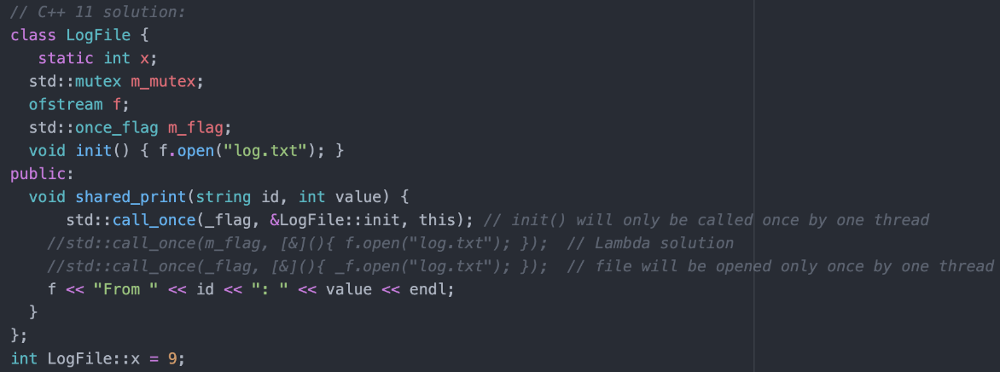 // C++ 11 solution:
class LogFile {
   static int x;
  std::mutex m_mutex;
  ofstream f;
  std::once_flag m_flag;
  void init() { f.open("log.txt"); }
public:
  void shared_print(string id, int value) {
      std::call_once(_flag, &LogFile::init, this); // init() will only be called once by one thread
    //std::call_once(m_flag, [&](){ f.open("log.txt"); });  // Lambda solution
    //std::call_once(_flag, [&](){ _f.open("log.txt"); });  // file will be opened only once by one thread
    f << "From " << id << ": " << value << endl;
  }
};
int LogFile::x = 9;